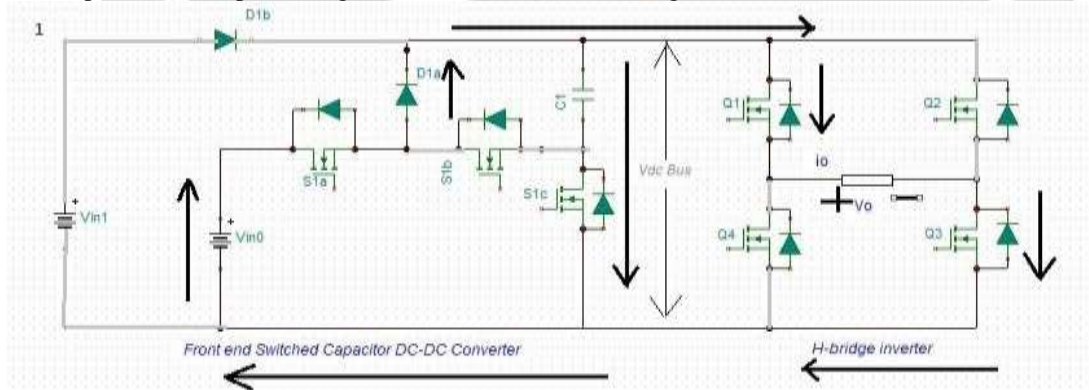 1
D1b
D1a
C1
Q1
Q2
S1a
S1b
S1c
Vdc Bus
io
Vo
Vin1
Vin0
Q4
Q3
Front end Switched Capacitor DC-DC Converter
H-bridge inverter